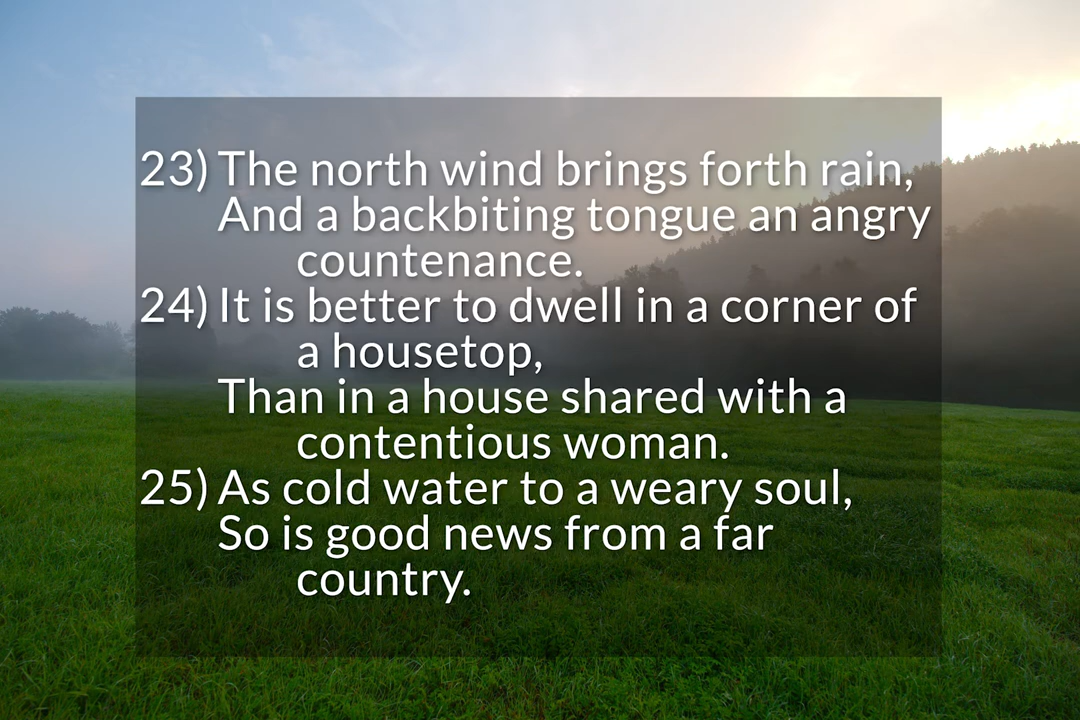 23) The north wind brings forth rain,
And a backbiting tongue an angry
countenance.
24) It is better to dwell in a corner of
a housetop,
Than in a house shared with a
contentious woman.
25) As cold water to a weary soul,
So is good news from a far
country.